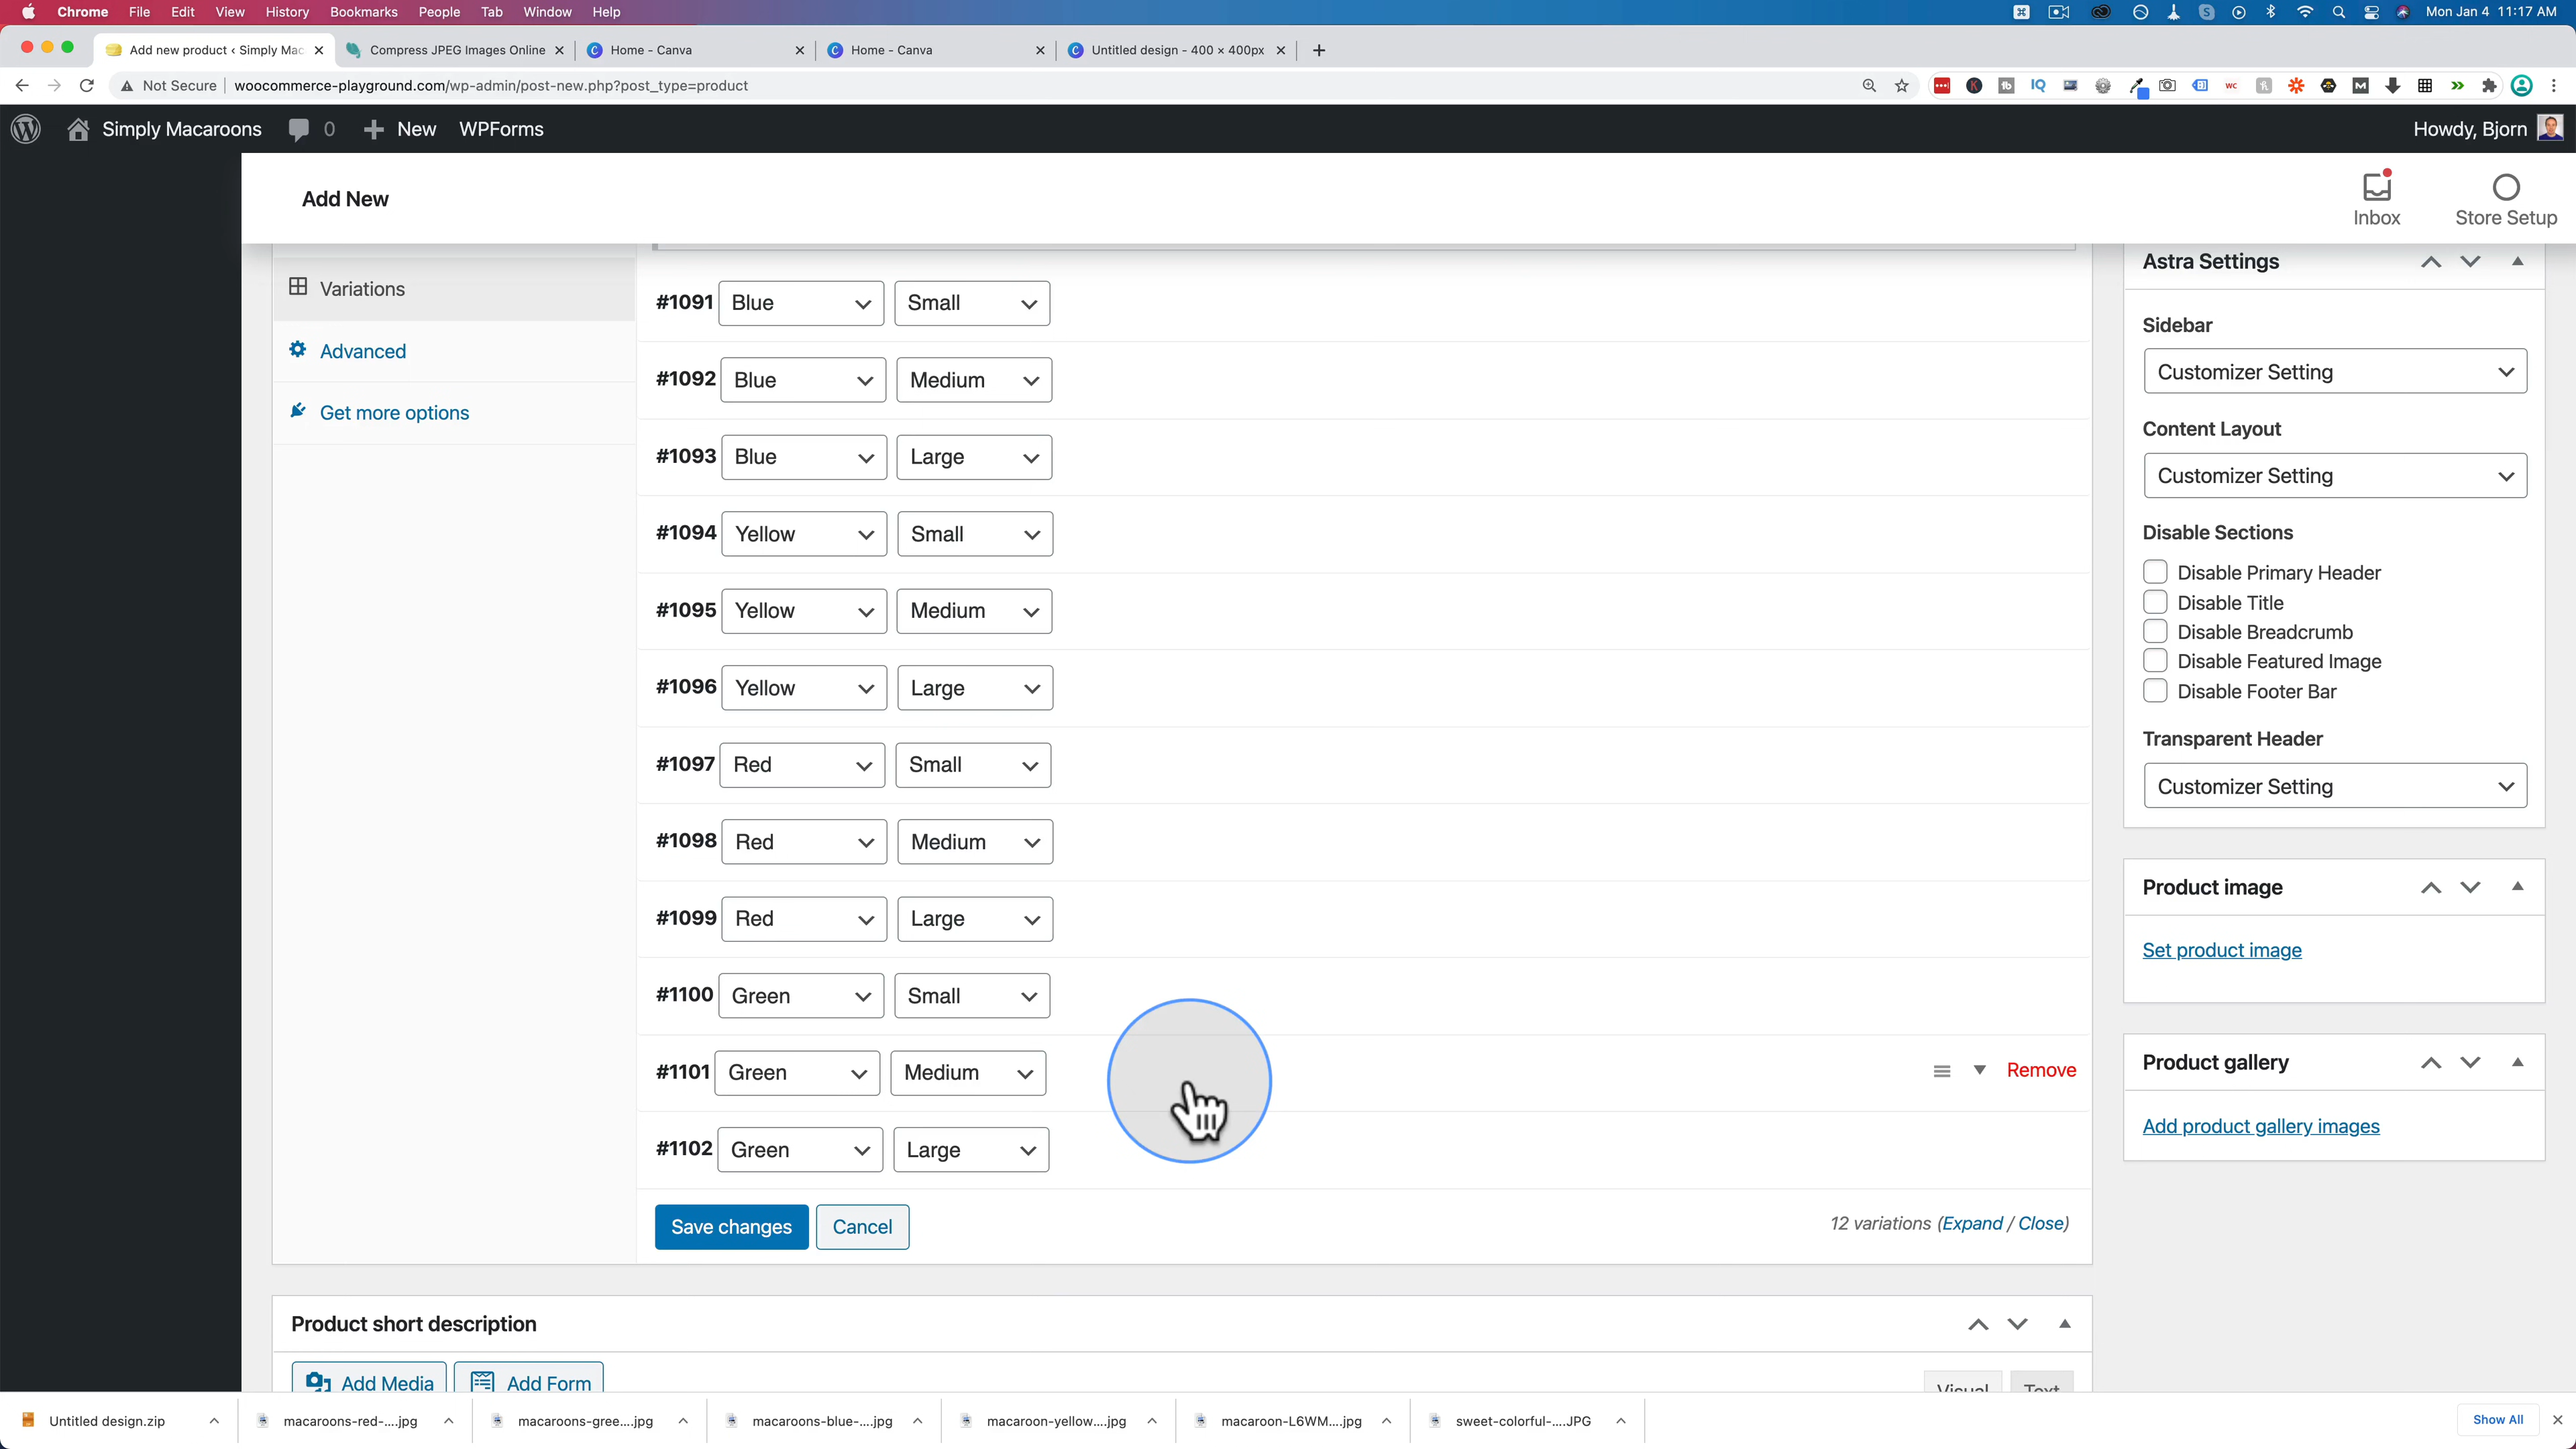 Chrome File Edit View History Bookmarks People Tab Window Help Mon Jan 4 11:17 AM
Add new product ‹ Simply Mac Compress JPEG Images Online Home - Canva Home - Canva Untitled design - 400 × 400px
Not Secure woocommerce-playground.com/wp-admin/post-new.php?post_type=product
Simply Macaroons 0 New WPForms Howdy, Bjorn
Add New Inbox Store Setup
Variations
Advanced
Get more options
#1091 Blue Small
#1092 Blue Medium
#1093 Blue Large
#1094 Yellow Small
#1095 Yellow Medium
#1096 Yellow Large
#1097 Red Small
#1098 Red Medium
#1099 Red Large
#1100 Green Small
#1101 Green Medium Remove
#1102 Green Large
Save changes Cancel 12 variations (Expand / Close)
Astra Settings
Sidebar
Customizer Setting
Content Layout
Customizer Setting
Disable Sections
Disable Primary Header
Disable Title
Disable Breadcrumb
Disable Featured Image
Disable Footer Bar
Transparent Header
Customizer Setting
Product image
Set product image
Product gallery
Add product gallery images
Product short description
Add Media Add Form Visual Text
Untitled design.zip macaroons-red-....jpg macaroons-gree....jpg macaroons-blue-....jpg macaroon-yellow....jpg macaroon-L6WM....jpg sweet-colorful-....JPG Show All